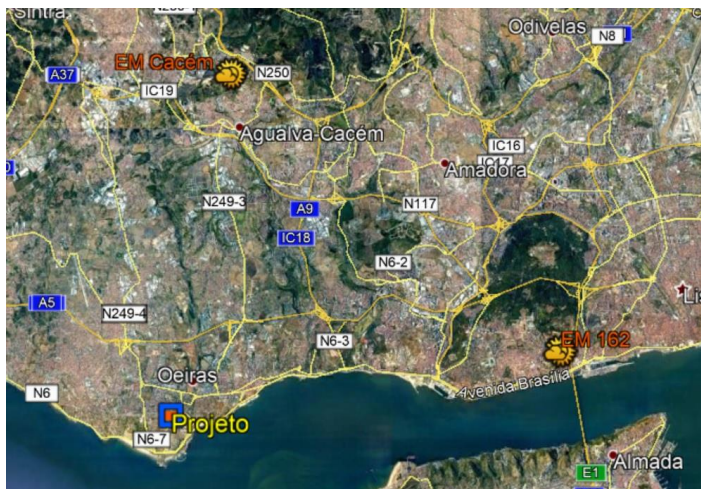 Sintra
Odivelas
N8
EM Cacém
N250
A37
IC19
Agualva-Cacém
IC16
IC17
Amadora
N249-3
A9
N117
IC18
N6-2
A5
N249-4
N6-3
EM 162
Oeiras
Avenida Brasília
N6
Projeto
N6-7
Almada
E1